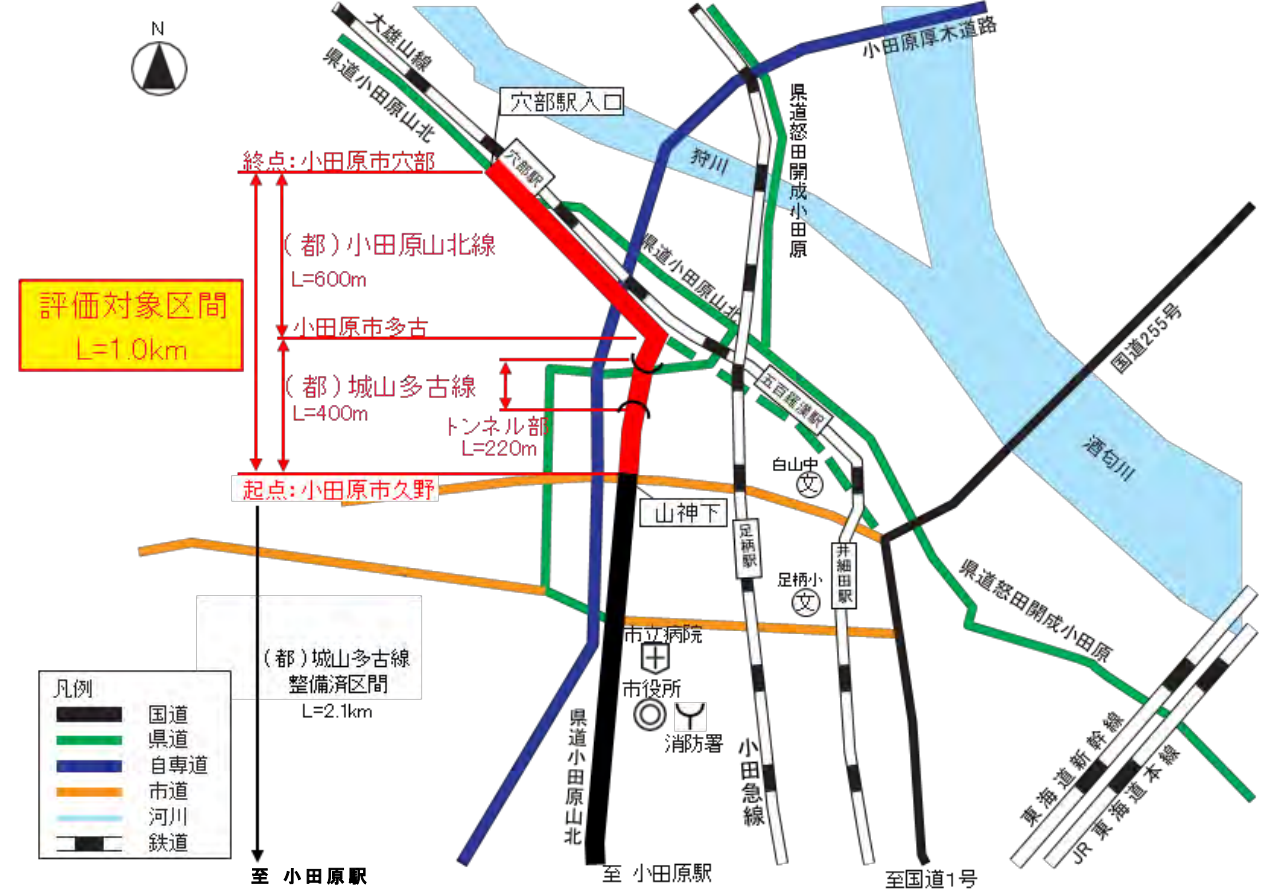 N
大雄山線
県道小田原山北
穴部駅入口
穴部駅
小田原厚木道路
県道怒田開成小田原
狩川
終点:小田原市穴部
(都)小田原山北線
L=600m
県道小田原山北
評価対象区間
L=1.0km
小田原市多古
(都)城山多古線
L=400m
トンネル部
L=220m
五百羅漢駅
国道255号
酒匂川
白山中
文
起点:小田原市久野
山神下
足柄駅
井細田駅
足柄小
文
県道怒田開成小田原
市立病院
市役所
消防署
(都)城山多古線
整備済区間
L=2.1km
県道小田原山北
小田急線
東海道新幹線
JR 東海道本線
凡例
国道
県道
自専道
市道
河川
鉄道
至 小田原駅
至 小田原駅
至国道1号